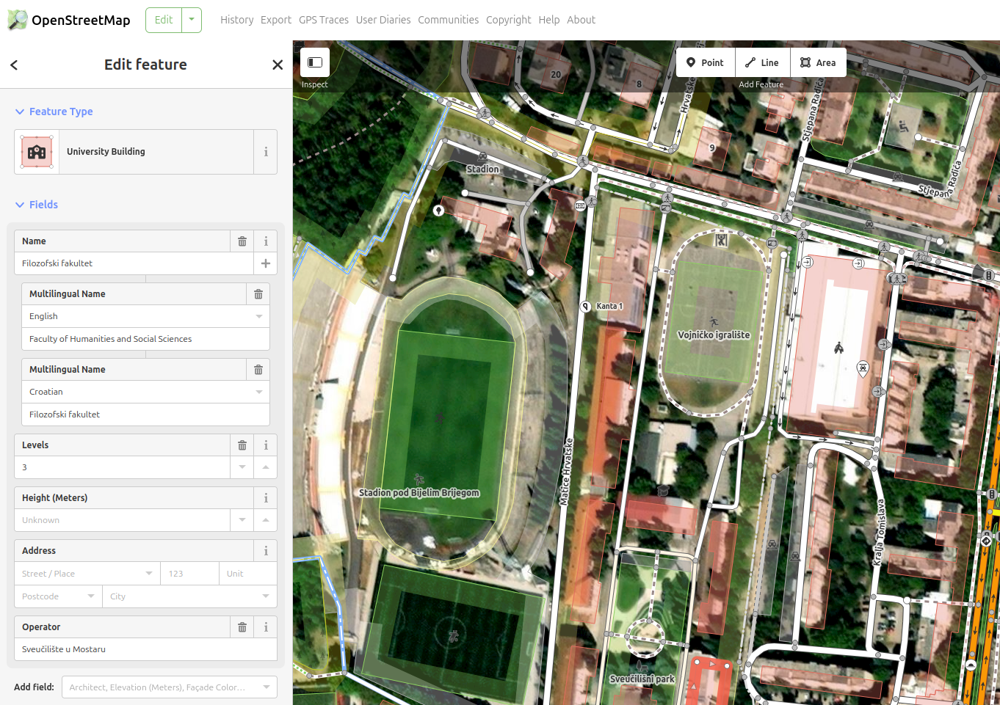 OpenStreetMap
Edit
History Export GPS Traces User Diaries Communities Copyright Help About
Edit feature
Feature Type
University Building
i
Fields
Name
i
Filozofski fakultet
Multilingual Name
English
Faculty of Humanities and Social Sciences
Multilingual Name
Croatian
Filozofski fakultet
Levels
i
3
Height (Meters)
i
Unknown
Address
i
Street / Place
123
Unit
Postcode
City
Operator
i
Sveučilište u Mostaru
Add field:
Architect, Elevation (Meters), Façade Color…
Inspect
Point
Line
Area
Add Feature
20
8
Hrvatske
Stjepana Radića
9
Stadion
Stjepana
Radića
Kanta 1
Vojničko igralište
Matice Hrvatske
Stadion pod Bijelim Brijegom
Kralja Tomislava
Sveučilišni park